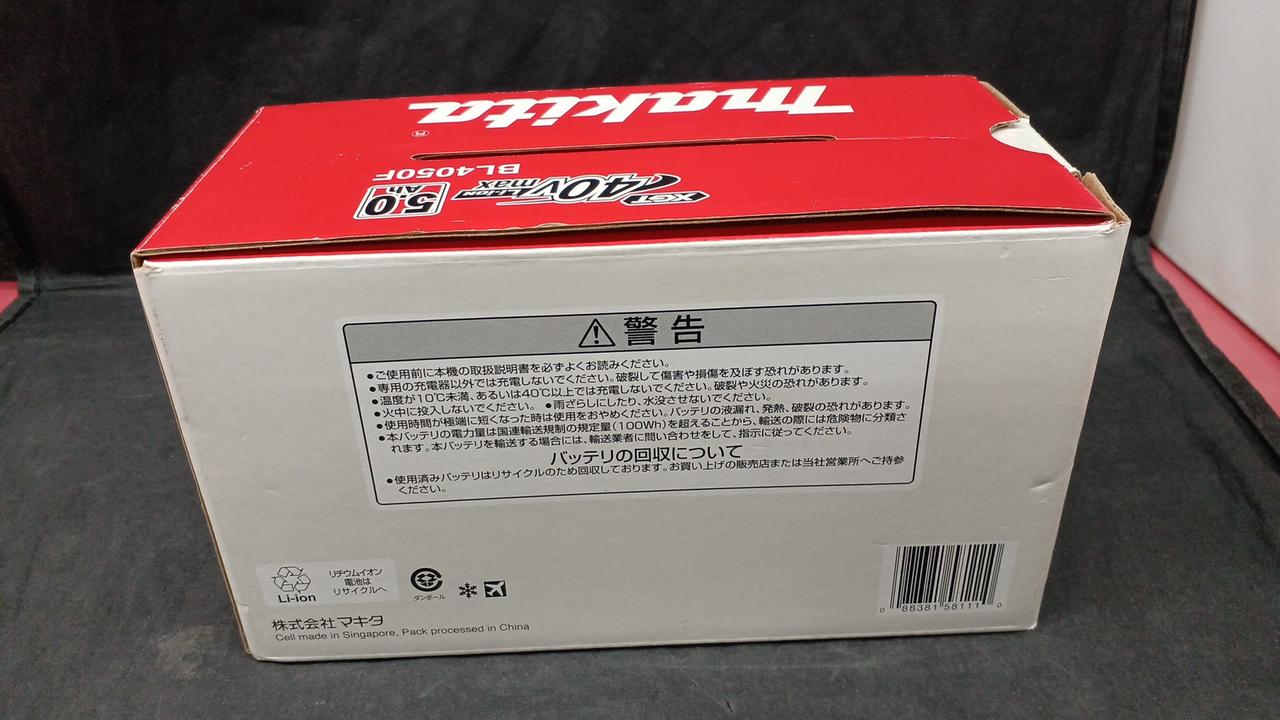 makita®
BL4050F
XGT 40Vmax Li-ion 5.0 Ah
警告
●ご使用前に本機の取扱説明書を必ずよくお読みください。
●専用の充電器以外では充電しないでください。破裂して傷害や損傷を及ぼす恐れがあります。
●温度が10℃未満、あるいは40℃以上では充電しないでください。破裂や火災の恐れがあります。
●火中に投入しないでください。 ●雨ざらしにしたり、水没させないでください。
●使用時間が極端に短くなった時は使用をおやめください。バッテリの液漏れ、発熱、破裂の恐れがあります。
●本バッテリの電力量は国連輸送規制の規定量(100Wh)を超えることから、輸送の際には危険物に分類さ
れます。本バッテリを輸送する場合には、輸送業者に問い合わせをして、指示に従ってください。
バッテリの回収について
●使用済みバッテリはリサイクルのため回収しております。お買い上げの販売店または当社営業所へご持参
ください。
Li-ion
リチウムイオン
電池は
リサイクルへ
ダンボール
0 88381 58111 0
株式会社マキタ
Cell made in Singapore, Pack processed in China